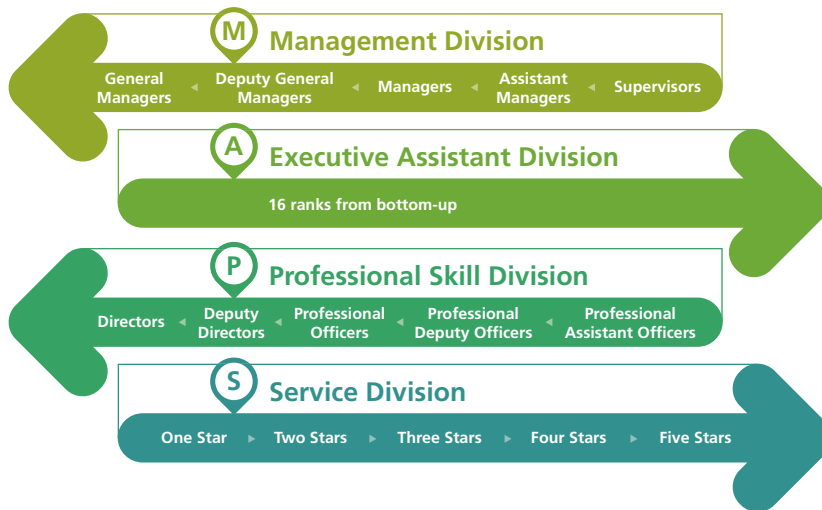 M
Management Division
General
Managers
Deputy General
Managers
Managers
Assistant
Managers
Supervisors
A
Executive Assistant Division
16 ranks from bottom-up
P
Professional Skill Division
Directors
Deputy
Directors
Professional
Officers
Professional
Deputy Officers
Professional
Assistant Officers
S
Service Division
One Star
Two Stars
Three Stars
Four Stars
Five Stars